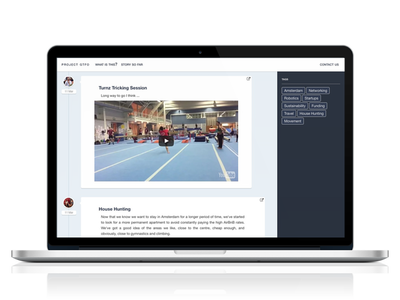 PROJECT GTFO WHAT IS THIS? STORY SO FAR CONTACT US
Turnz Tricking Session
Long way to go I think ...
House Hunting
Now that we know we want to stay in Amsterdam for a longer period of time, we've started
to look for a more permanent apartment to avoid constantly paying the high AirBnB rates.
We've got a good idea of the areas we like, close to the centre, cheap enough, and
obviously, close to gymnastics and climbing.
Amsterdam Networking
Robotics Startups
Sustainability Funding
Travel House Hunting
Movement